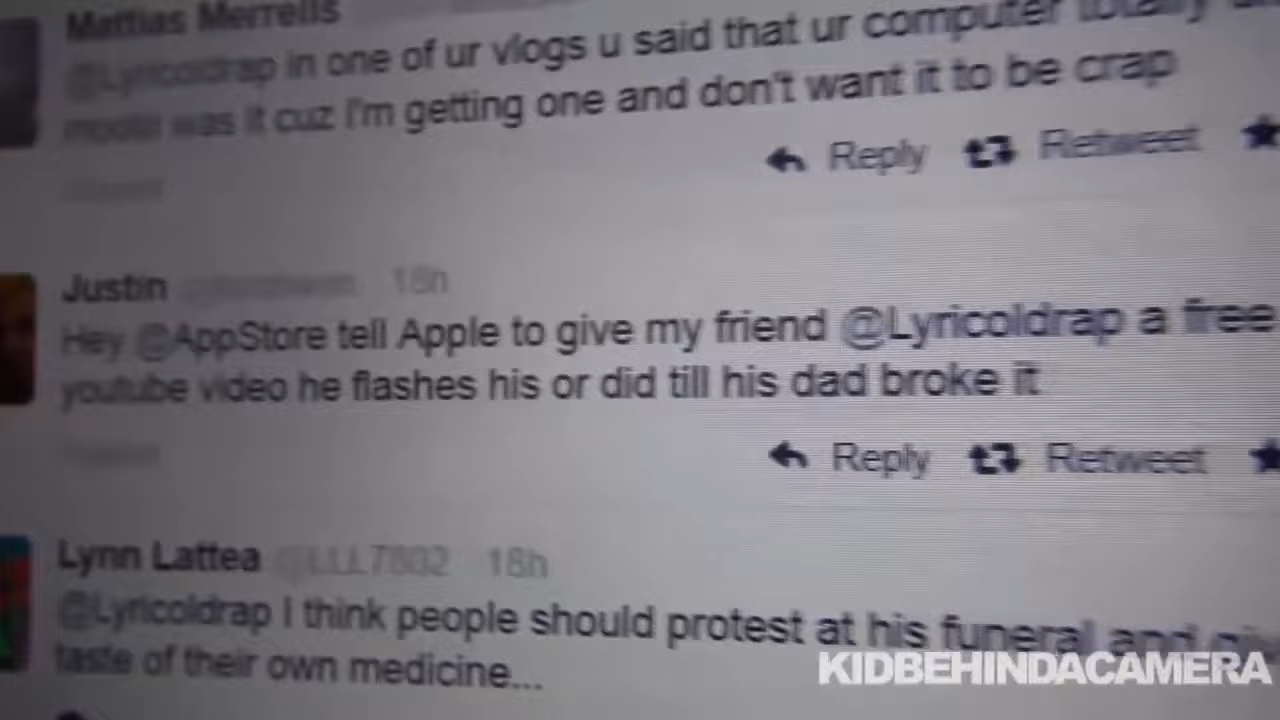 Mattias Merrells
@Lyricoldrap in one of ur vlogs u said that ur computer totally
model was it cuz I'm getting one and don't want it to be crap
Reply Retweet
Justin 18h
Hey @AppStore tell Apple to give my friend @Lyricoldrap a free
youtube video he flashes his or did till his dad broke it
Reply Retweet
Lynn Lattea @LLL7802 18h
@Lyricoldrap I think people should protest at his funeral and
taste of their own medicine...
KIDBEHINDACAMERA